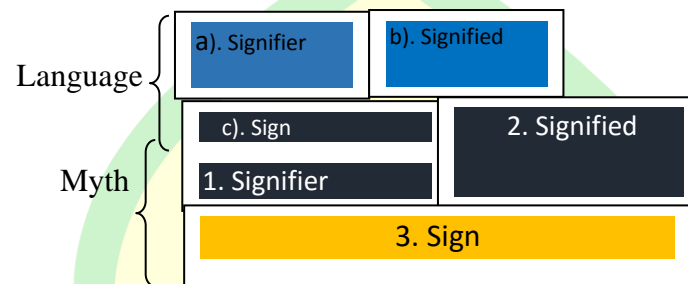 a). Signifier
b). Signified
Language
c). Sign
2. Signified
Myth
1. Signifier
3. Sign